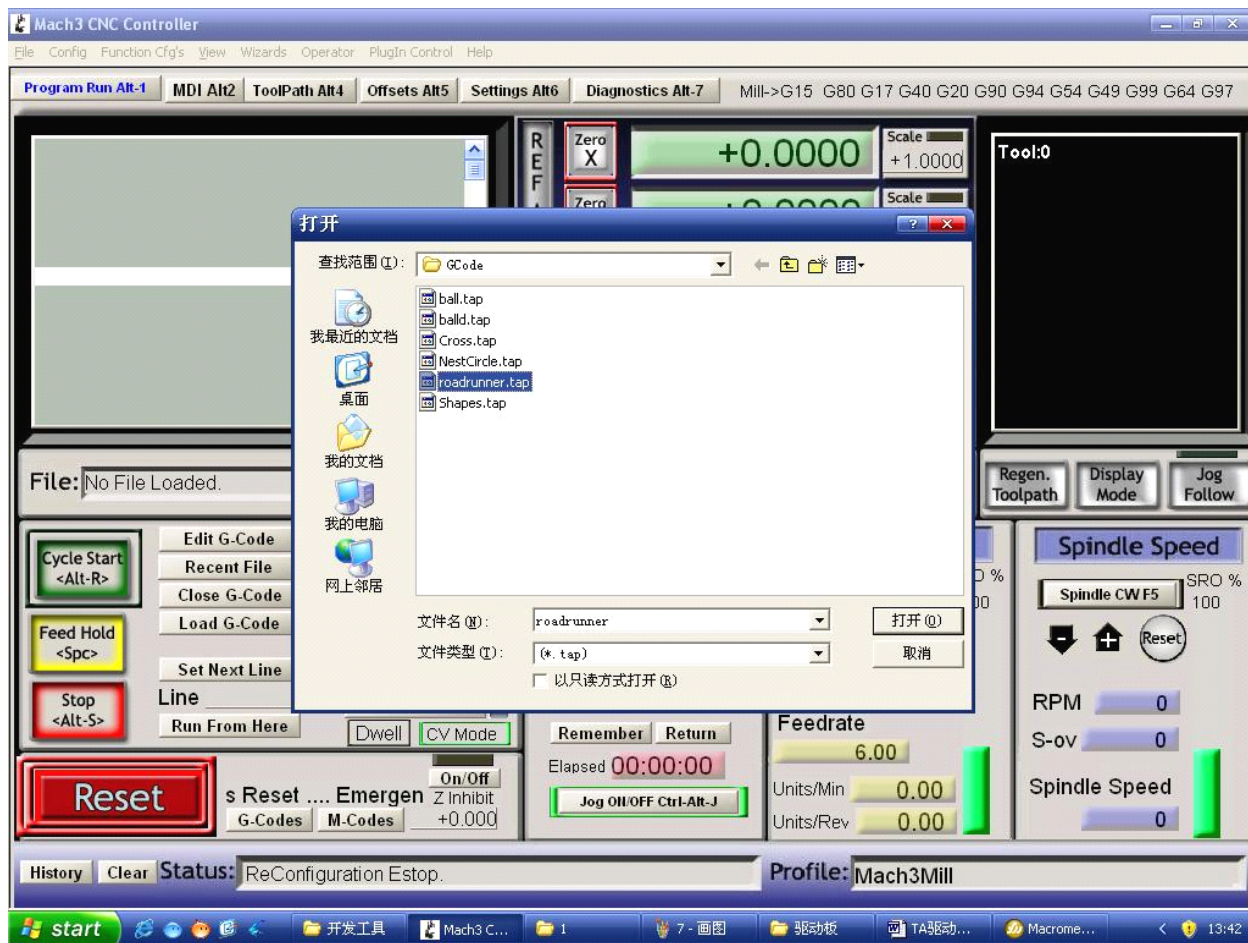 Mach3 CNC Controller
File Config Function Cfg's View Wizards Operator PlugIn Control Help
Program Run Alt-1 MDI Alt2 ToolPath Alt4 Offsets Alt5 Settings Alt6 Diagnostics Alt-7 Mill->G15 G80 G17 G40 G20 G90 G94 G54 G49 G99 G64 G97
REF
Zero X
+0.0000
Scale
+1.0000
Tool:0
Zero
Scale
打开
查找范围(I):
GCode
我最近的文档
桌面
我的文档
我的电脑
网上邻居
ball.tap
balld.tap
Cross.tap
NestCircle.tap
roadrunner.tap
Shapes.tap
文件名(N):
roadrunner
打开(O)
文件类型(T):
(*.tap)
取消
以只读方式打开(R)
File: No File Loaded.
Regen. Toolpath
Display Mode
Jog Follow
Cycle Start
<Alt-R>
Feed Hold
<Spc>
Stop
<Alt-S>
Edit G-Code
Recent File
Close G-Code
Load G-Code
Set Next Line
Line
Run From Here
Dwell CV Mode
Reset
s Reset .... Emergen
G-Codes M-Codes
On/Off
Z Inhibit
+0.000
Remember Return
Elapsed 00:00:00
Jog ON/OFF Ctrl-Alt-J
Feedrate
6.00
Units/Min 0.00
Units/Rev 0.00
Spindle Speed
Spindle CW F5
SRO %
100
Reset
RPM 0
S-ov 0
Spindle Speed
0
History Clear Status: ReConfiguration Estop.
Profile: Mach3Mill
start 开发工具 Mach3 C... 1 7 - 画图 驱动板 TA驱动... Macrome... 13:42